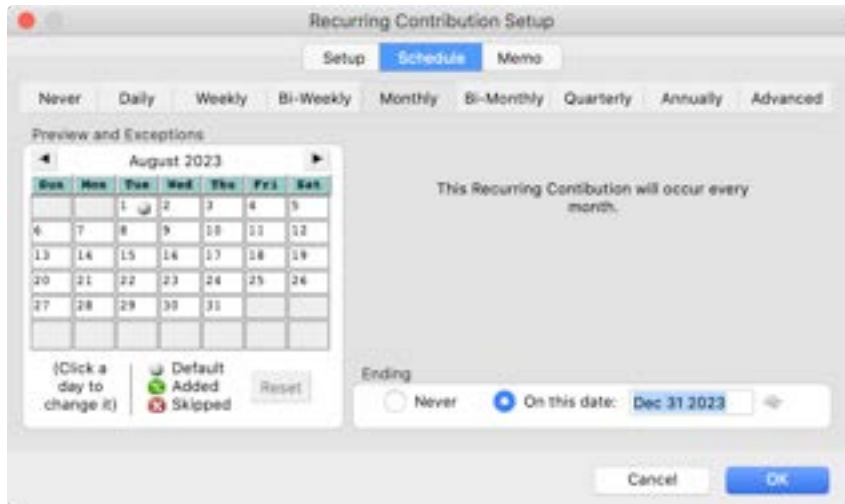 Recurring Contribution Setup
Setup Schedule Memo
Never Daily Weekly Bi-Weekly Monthly Bi-Monthly Quarterly Annually Advanced
Preview and Exceptions
August 2023
Sun Mon Tue Wed Thu Fri Sat
1 2 3 4 5
6 7 8 9 10 11 12
13 14 15 16 17 18 19
20 21 22 23 24 25 26
27 28 29 30 31
This Recurring Contibution will occur every
month.
(Click a
day to
change it)
Default
Added
Skipped
Reset
Ending
Never On this date: Dec 31 2023
Cancel OK